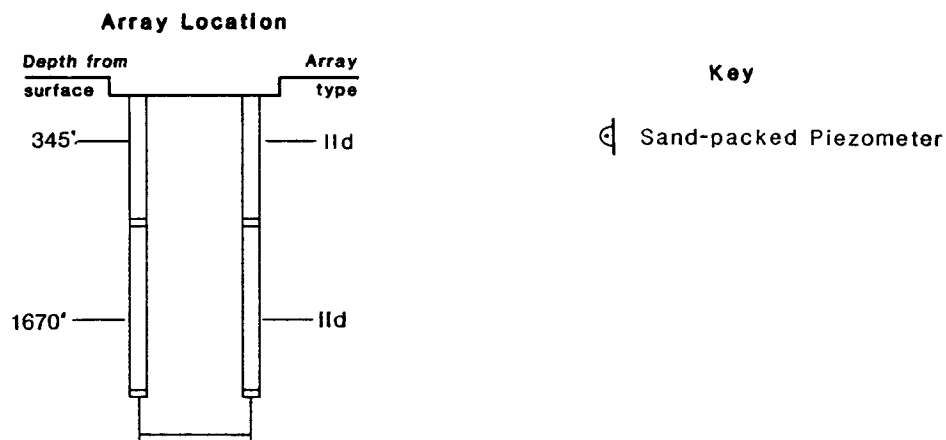 Array Location
Depth from surface
Array type
345'
IId
1670'
IId
Key
Sand-packed Piezometer